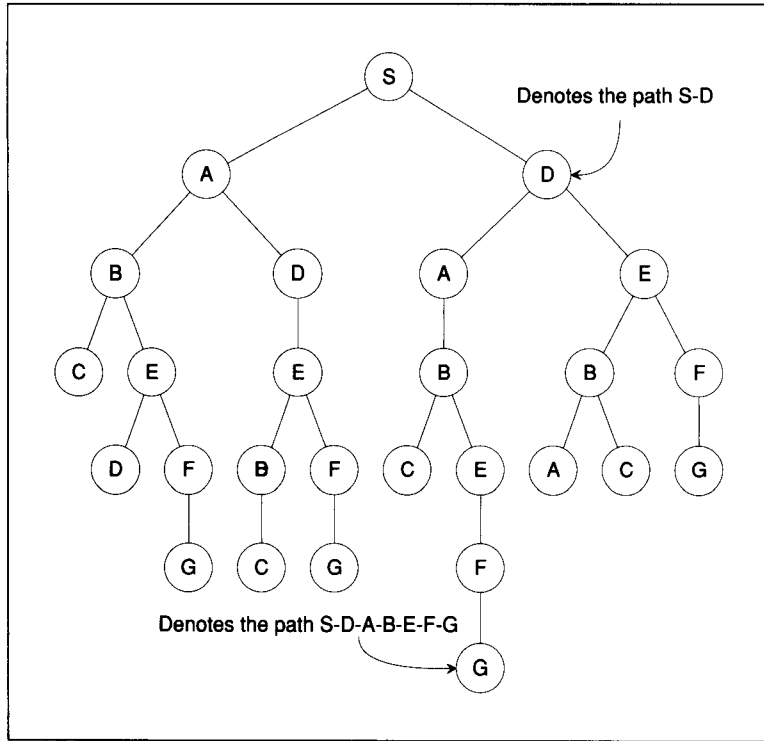 S
Denotes the path S-D
A
D
B
D
A
E
C
E
E
B
B
F
D
F
B
F
C
E
A
C
G
G
C
G
F
Denotes the path S-D-A-B-E-F-G
G